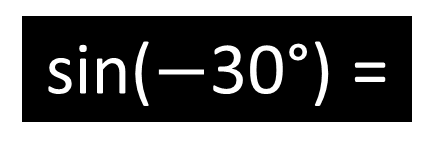 sin(−30°) =